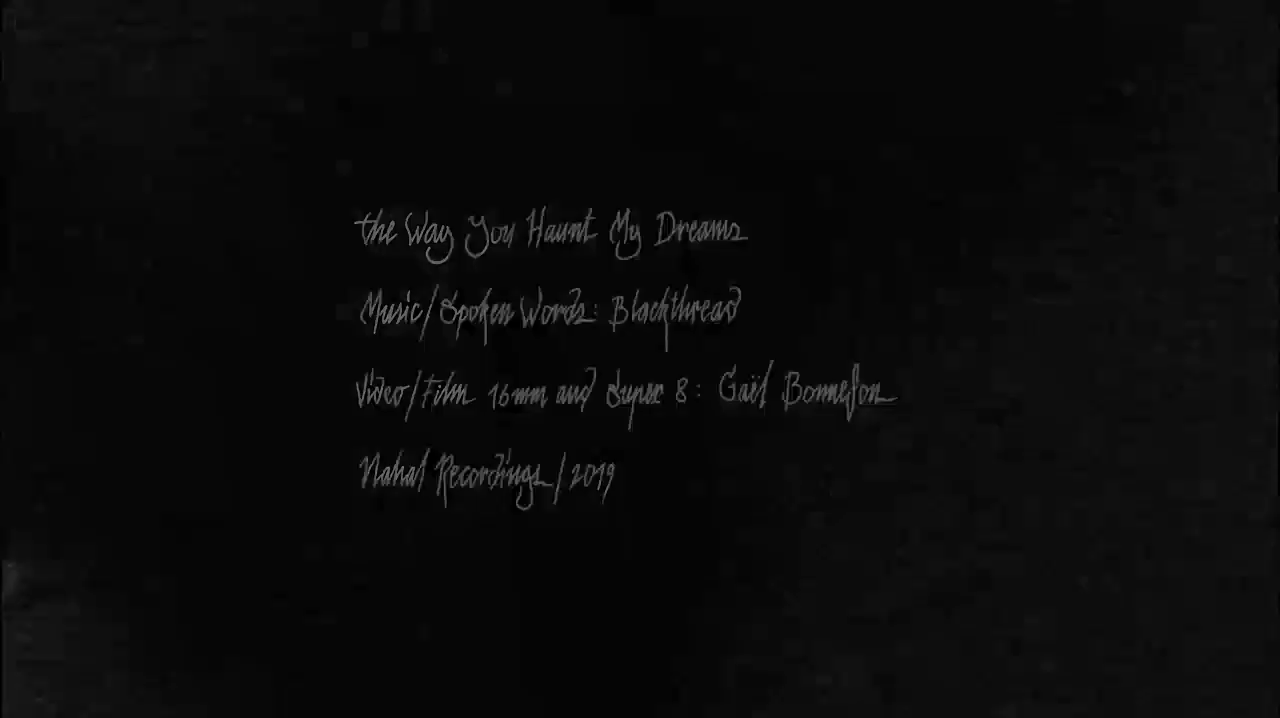 the Way You Haunt My Dreams
Music/Spoken Words: Blackthread
Video/Film 16mm and Super 8: Gaël Bonnefon
Nahal Recordings/2019